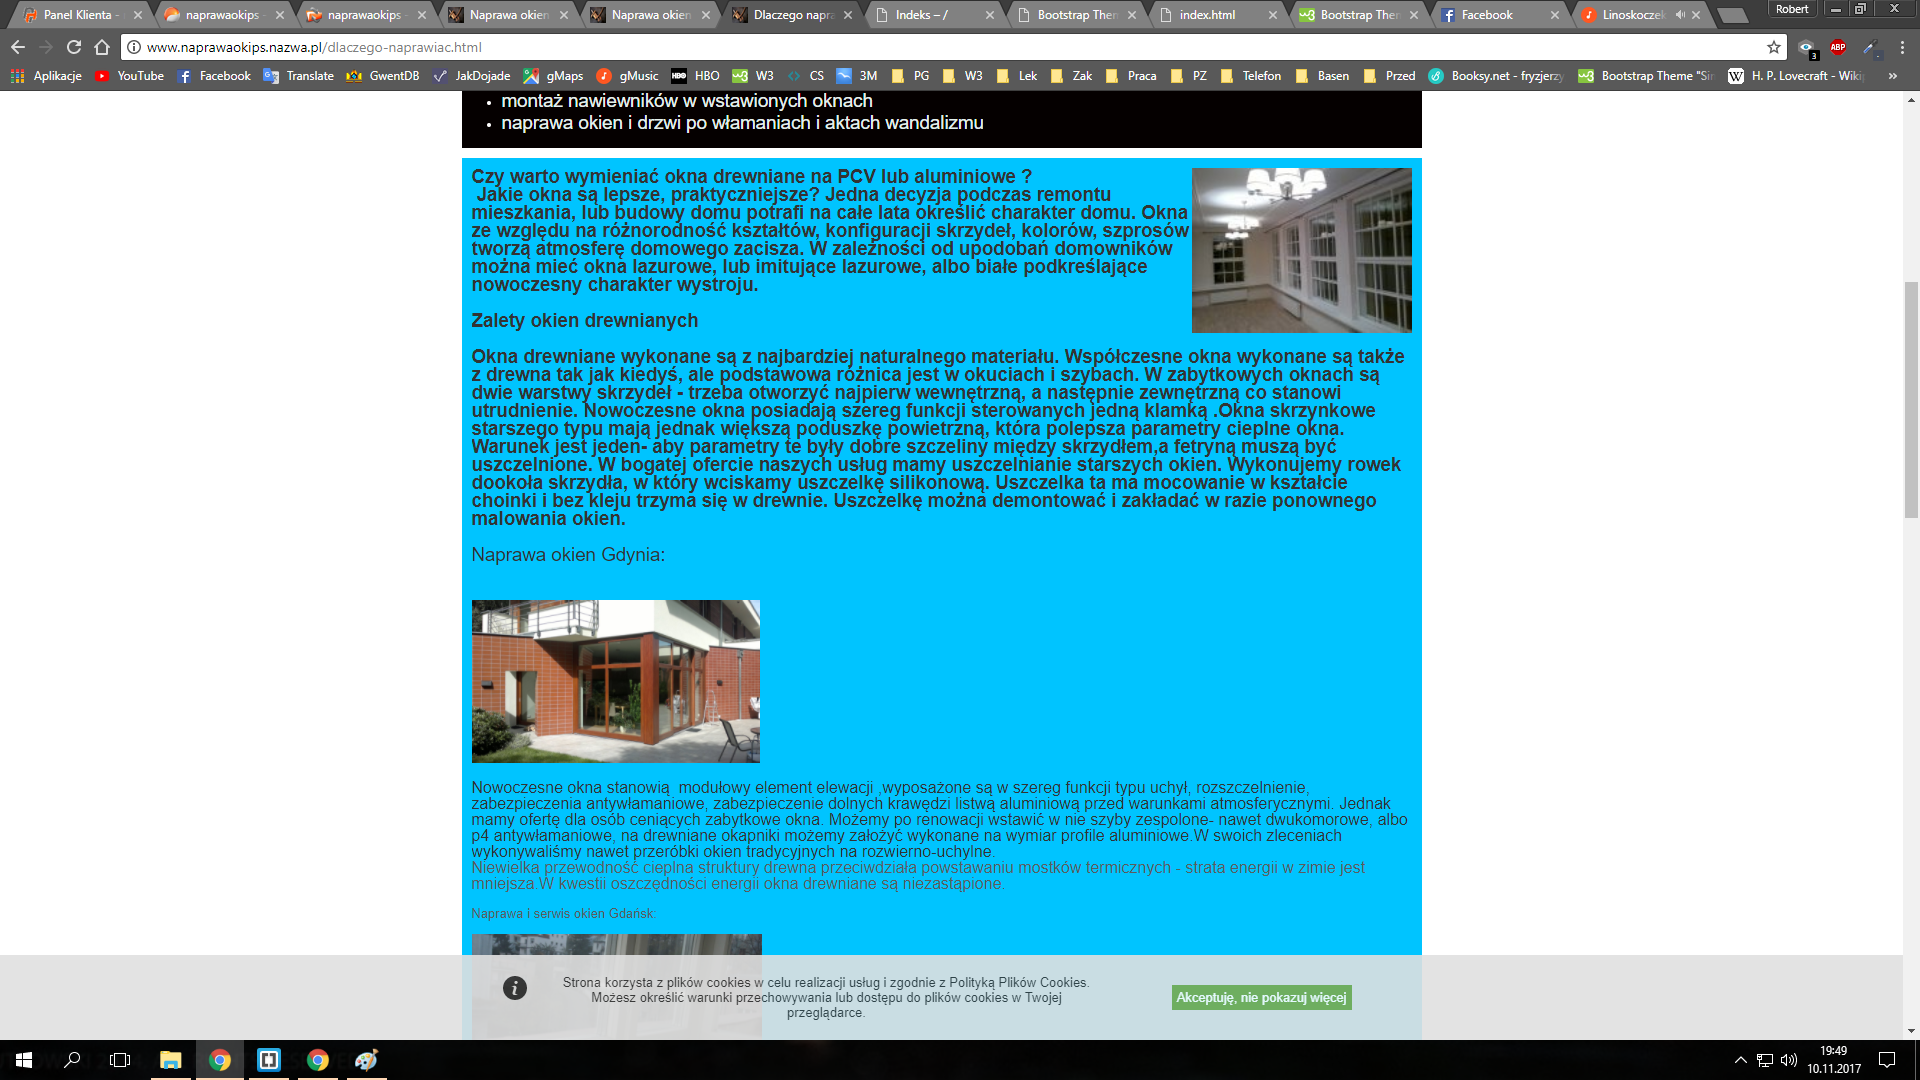 Panel Klienta -
naprawaokips -
naprawaokips -
Naprawa okien
Naprawa okien
Dlaczego napra
Indeks – /
Bootstrap Then
index.html
Bootstrap Then
Facebook
Linoskoczek
Robert
www.naprawaokips.nazwa.pl/dlaczego-naprawiac.html
3
ABP
Aplikacje
YouTube
Facebook
Translate
GwentDB
JakDojade
gMaps
gMusic
HBO
W3
CS
3M
PG
W3
Lek
Zak
Praca
PZ
Telefon
Basen
Przed
Booksy.net - fryzjerzy
Bootstrap Theme "Sim
H. P. Lovecraft - Wikip
»
montaż nawiewników w wstawionych oknach
naprawa okien i drzwi po włamaniach i aktach wandalizmu
Czy warto wymieniać okna drewniane na PCV lub aluminiowe ?
Jakie okna są lepsze, praktyczniejsze? Jedna decyzja podczas remontu
mieszkania, lub budowy domu potrafi na całe lata określić charakter domu. Okna
ze względu na różnorodność kształtów, konfiguracji skrzydeł, kolorów, szprosów
tworzą atmosferę domowego zacisza. W zależności od upodobań domowników
można mieć okna lazurowe, lub imitujące lazurowe, albo białe podkreślające
nowoczesny charakter wystroju.
Zalety okien drewnianych
Okna drewniane wykonane są z najbardziej naturalnego materiału. Współczesne okna wykonane są także
z drewna tak jak kiedyś, ale podstawowa różnica jest w okuciach i szybach. W zabytkowych oknach są
dwie warstwy skrzydeł - trzeba otworzyć najpierw wewnętrzną, a następnie zewnętrzną co stanowi
utrudnienie. Nowoczesne okna posiadają szereg funkcji sterowanych jedną klamką .Okna skrzynkowe
starszego typu mają jednak większą poduszkę powietrzną, która polepsza parametry cieplne okna.
Warunek jest jeden- aby parametry te były dobre szczeliny między skrzydłem,a fetryną muszą być
uszczelnione. W bogatej ofercie naszych usług mamy uszczelnianie starszych okien. Wykonujemy rowek
dookoła skrzydła, w który wciskamy uszczelkę silikonową. Uszczelka ta ma mocowanie w kształcie
choinki i bez kleju trzyma się w drewnie. Uszczelkę można demontować i zakładać w razie ponownego
malowania okien.
Naprawa okien Gdynia:
Nowoczesne okna stanowią  modułowy element elewacji ,wyposażone są w szereg funkcji typu uchył, rozszczelnienie,
zabezpieczenia antywłamaniowe, zabezpieczenie dolnych krawędzi listwą aluminiową przed warunkami atmosferycznymi. Jednak
mamy ofertę dla osób ceniących zabytkowe okna. Możemy po renowacji wstawić w nie szyby zespolone- nawet dwukomorowe, albo
p4 antywłamaniowe, na drewniane okapniki możemy założyć wykonane na wymiar profile aluminiowe.W swoich zleceniach
wykonywaliśmy nawet przeróbki okien tradycyjnych na rozwierno-uchylne.
Niewielka przewodność cieplna struktury drewna przeciwdziała powstawaniu mostków termicznych - strata energii w zimie jest
mniejsza.W kwestii oszczędności energii okna drewniane są niezastąpione.
Naprawa i serwis okien Gdańsk:
Strona korzysta z plików cookies w celu realizacji usług i zgodnie z Polityką Plików Cookies.
Możesz określić warunki przechowywania lub dostępu do plików cookies w Twojej
przeglądarce.
Akceptuję, nie pokazuj więcej
19:49
10.11.2017